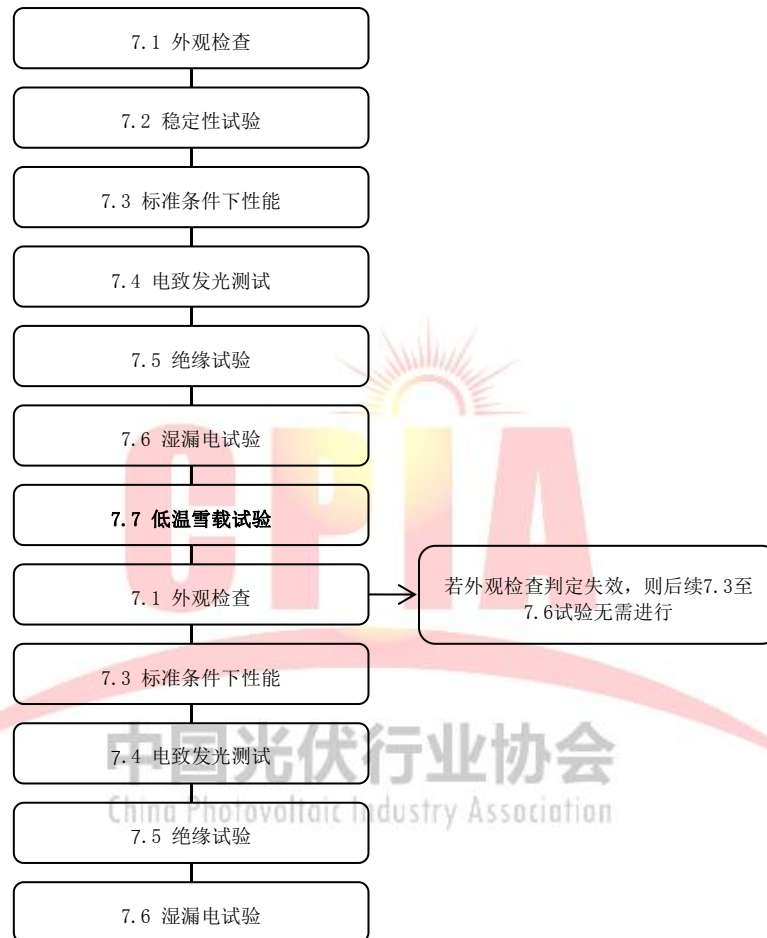 7.1 外观检查
7.2 稳定性试验
7.3 标准条件下性能
7.4 电致发光测试
7.5 绝缘试验
7.6 湿漏电试验
7.7 低温雪载试验
7.1 外观检查
若外观检查判定失效，则后续7.3至
7.6试验无需进行
7.3 标准条件下性能
7.4 电致发光测试
7.5 绝缘试验
7.6 湿漏电试验
CPIA
中国光伏行业协会
China Photovoltaic Industry Association